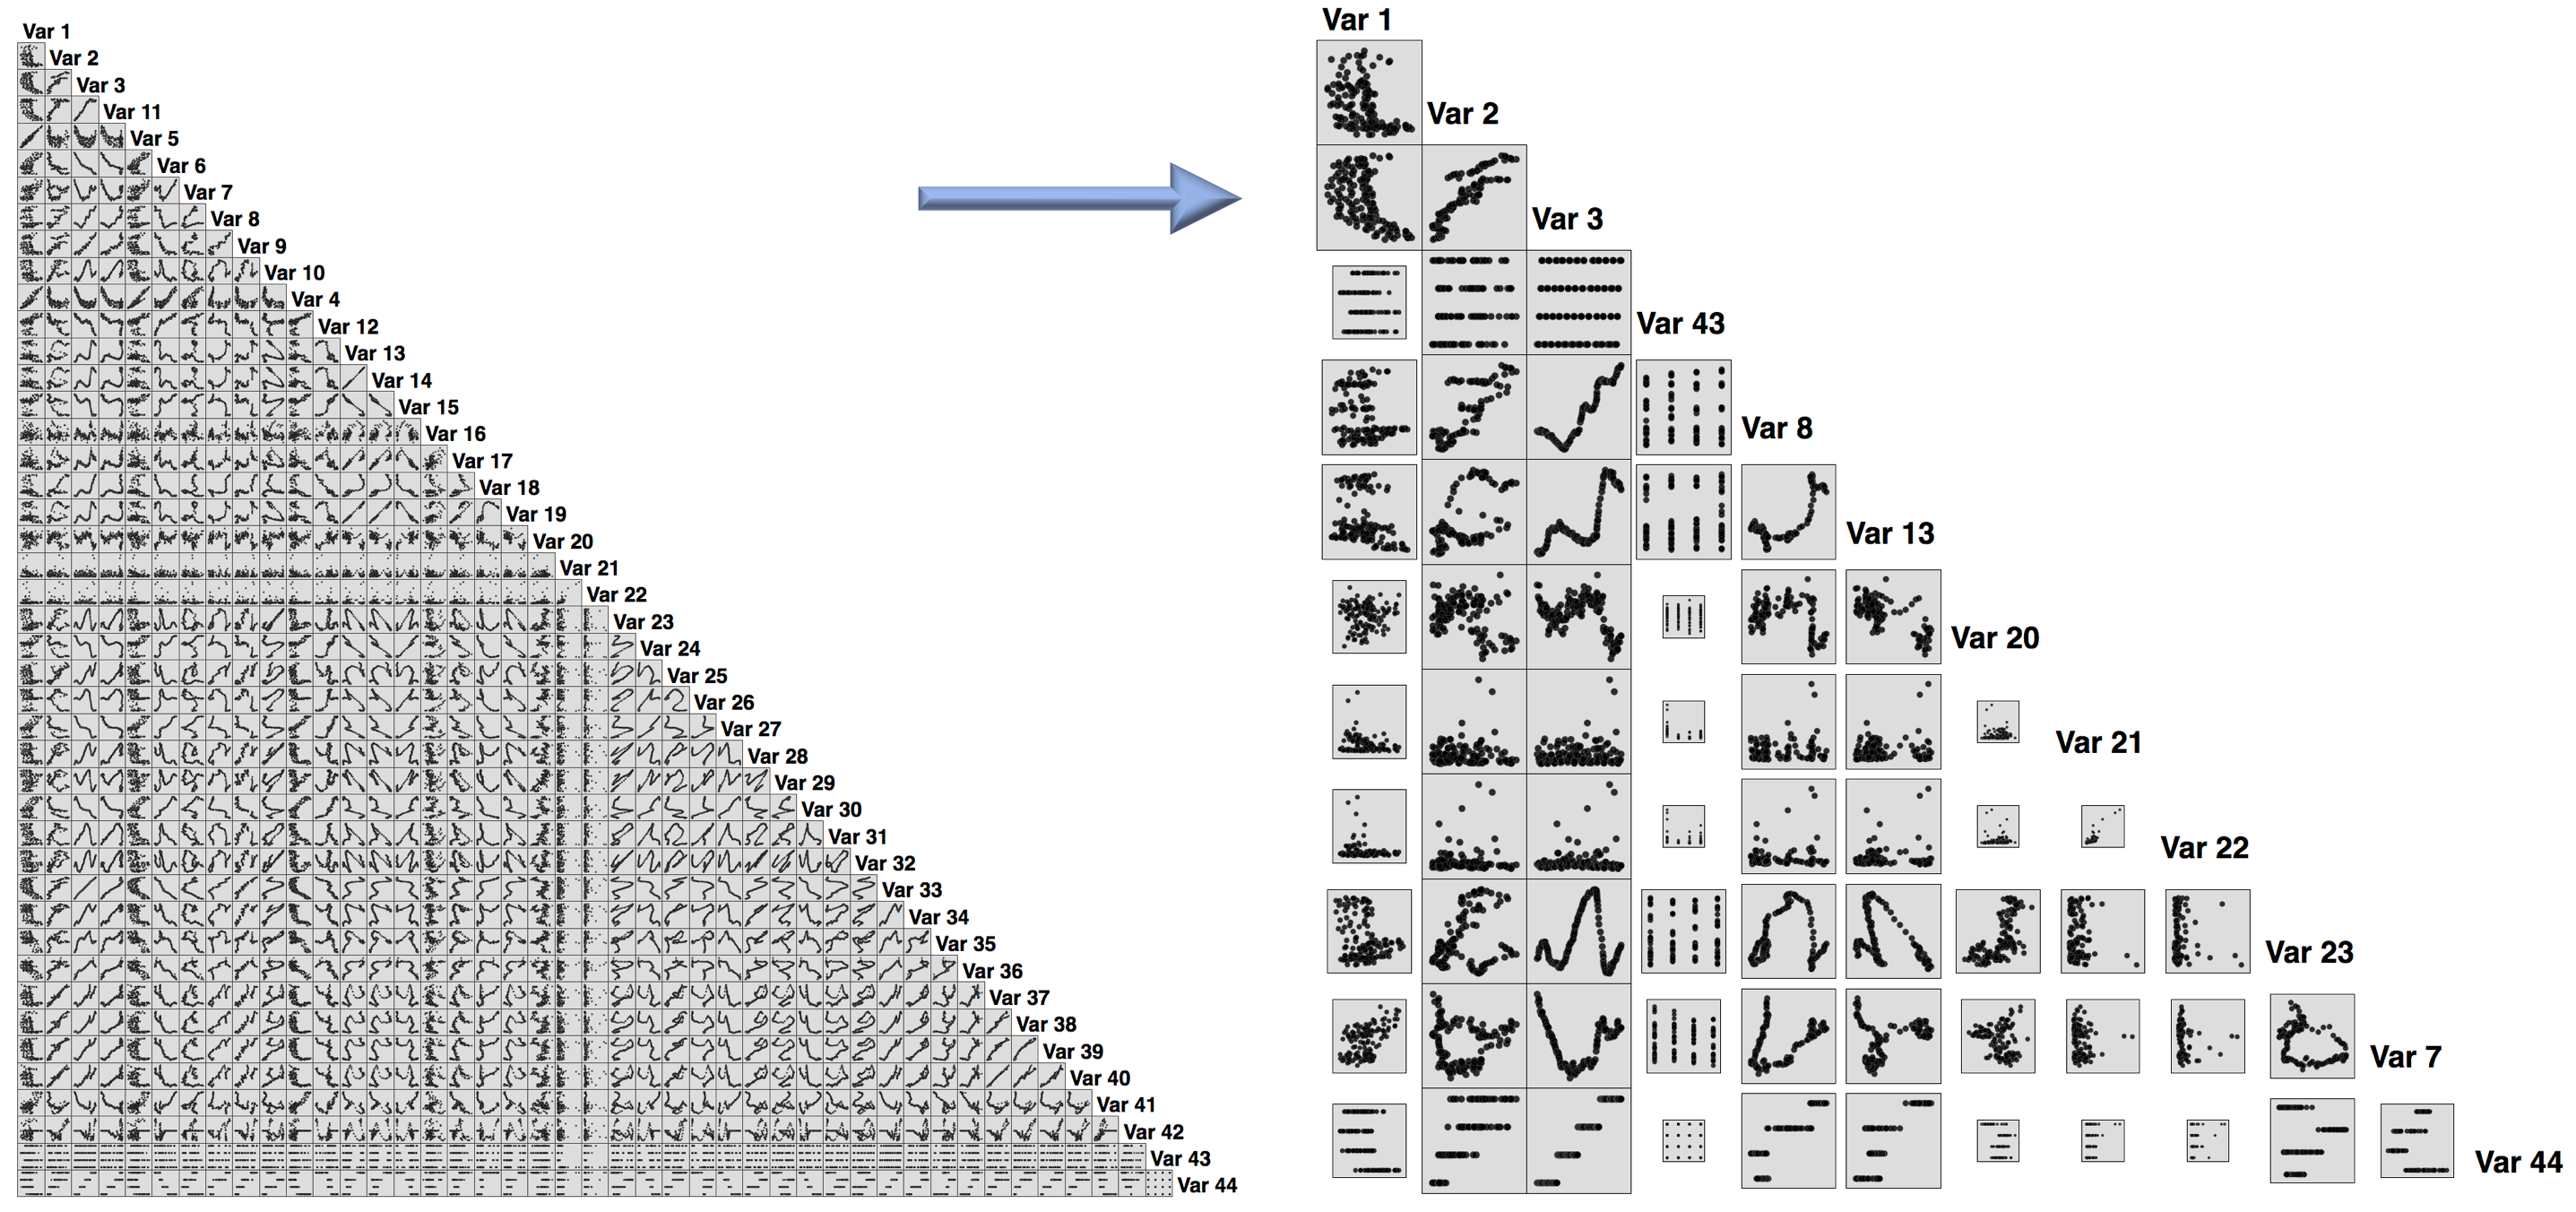 Var 1
Var 2
Var 3
Var 11
Var 5
Var 6
Var 7
Var 8
Var 9
Var 10
Var 4
Var 12
Var 13
Var 14
Var 15
Var 16
Var 17
Var 18
Var 19
Var 20
Var 21
Var 22
Var 23
Var 24
Var 25
Var 26
Var 27
Var 28
Var 29
Var 30
Var 31
Var 32
Var 33
Var 34
Var 35
Var 36
Var 37
Var 38
Var 39
Var 40
Var 41
Var 42
Var 43
Var 44
Var 1
Var 2
Var 3
Var 43
Var 8
Var 13
Var 20
Var 21
Var 22
Var 23
Var 7
Var 44